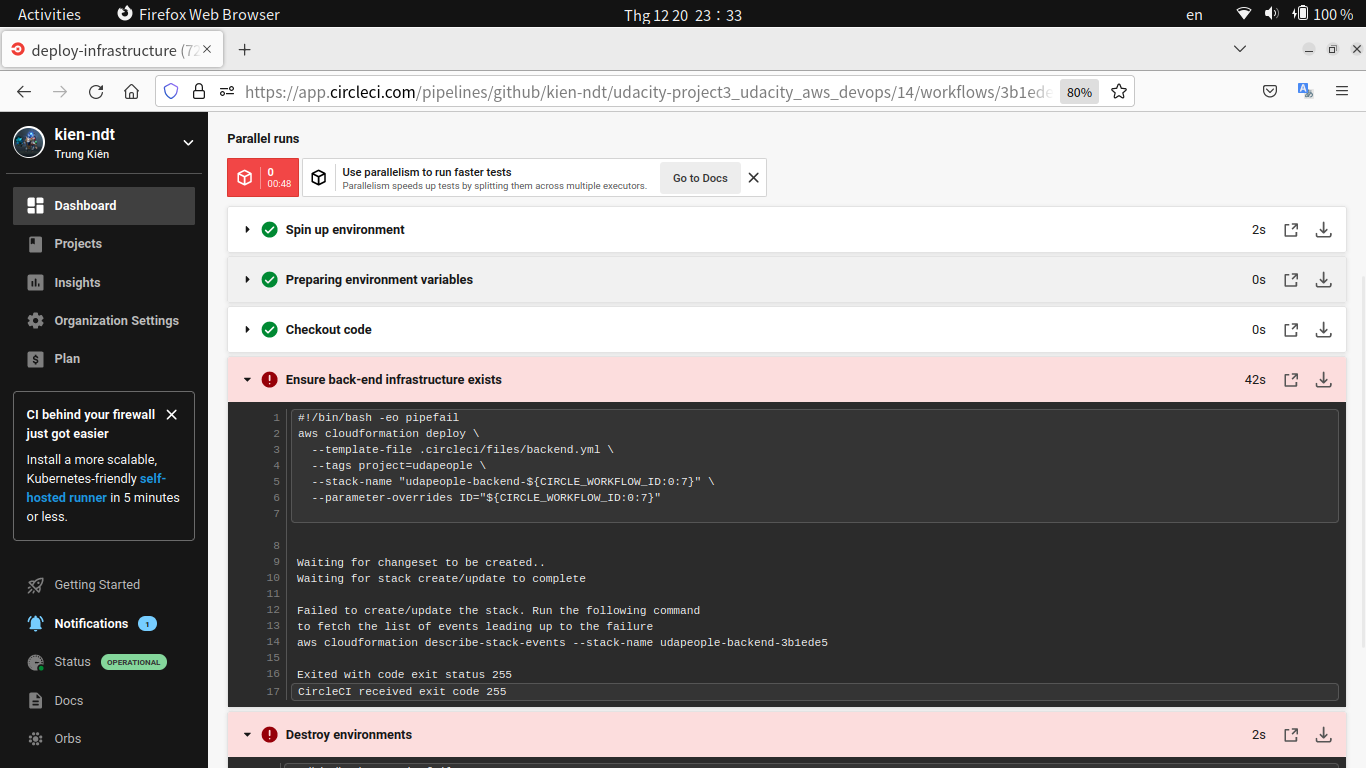 Activities
Firefox Web Browser
Thg 12 20 23 : 33
en
100 %
deploy-infrastructure (72
https://app.circleci.com/pipelines/github/kien-ndt/udacity-project3_udacity_aws_devops/14/workflows/3b1ede
80%
kien-ndt
Trung Kiên
Dashboard
Projects
Insights
Organization Settings
Plan
CI behind your firewall
just got easier
Install a more scalable,
Kubernetes-friendly self-
hosted runner in 5 minutes
or less.
Getting Started
Notifications 1
Status OPERATIONAL
Docs
Orbs
Parallel runs
0
00:48
Use parallelism to run faster tests
Parallelism speeds up tests by splitting them across multiple executors.
Go to Docs
Spin up environment 2s
Preparing environment variables 0s
Checkout code 0s
Ensure back-end infrastructure exists 42s
1 #!/bin/bash -eo pipefail
2 aws cloudformation deploy \
3 --template-file .circleci/files/backend.yml \
4 --tags project=udapeople \
5 --stack-name "udapeople-backend-${CIRCLE_WORKFLOW_ID:0:7}" \
6 --parameter-overrides ID="${CIRCLE_WORKFLOW_ID:0:7}"
7
8
9 Waiting for changeset to be created..
10 Waiting for stack create/update to complete
11
12 Failed to create/update the stack. Run the following command
13 to fetch the list of events leading up to the failure
14 aws cloudformation describe-stack-events --stack-name udapeople-backend-3b1ede5
15
16 Exited with code exit status 255
17 CircleCI received exit code 255
Destroy environments 2s